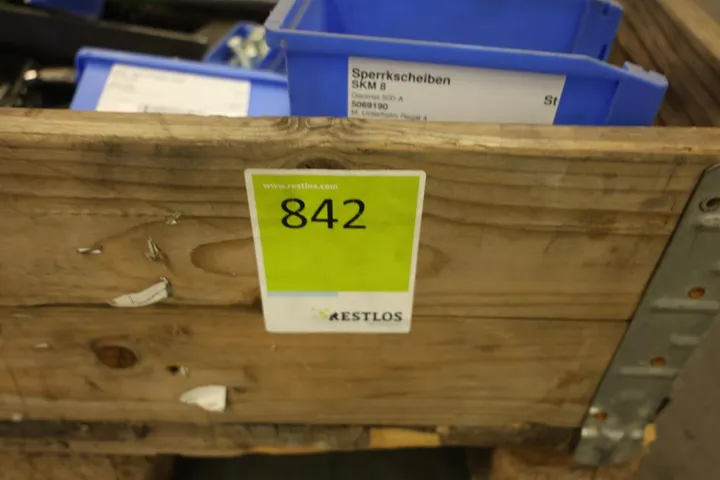 Sperrkscheiben
SKM 8
5069190
St
www.restlos.com
842
RESTLOS